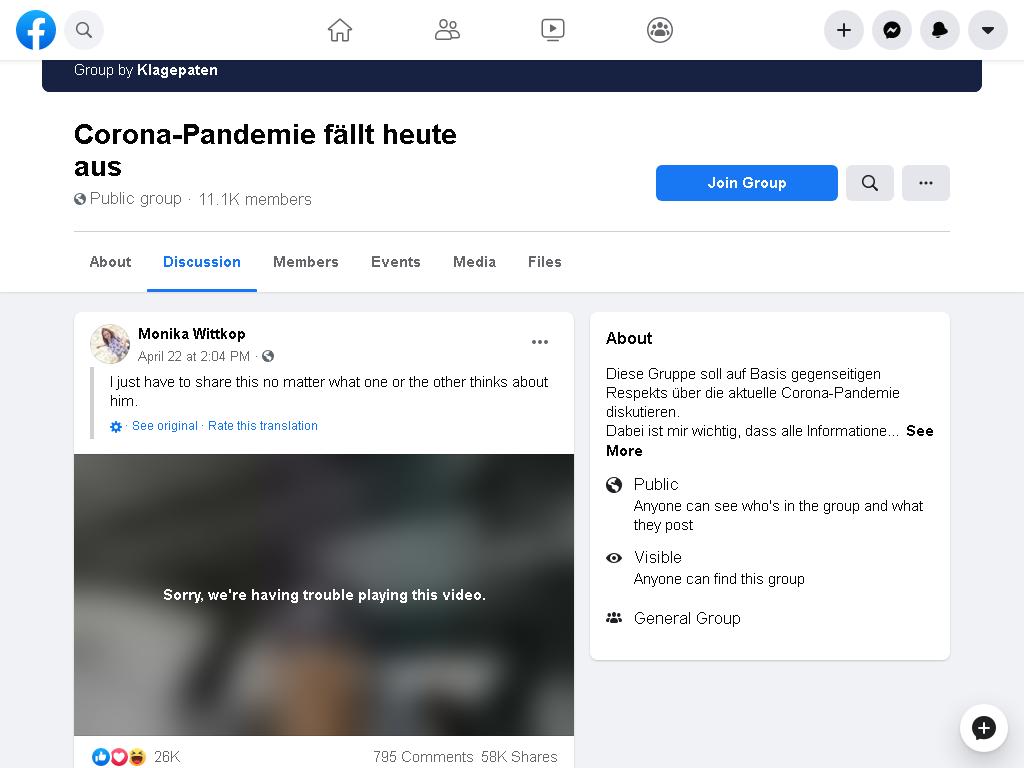 Group by Klagepaten
Corona-Pandemie fällt heute
aus
Public group · 11.1K members
Join Group
About
Discussion
Members
Events
Media
Files
Monika Wittkop
April 22 at 2:04 PM ·
I just have to share this no matter what one or the other thinks about
him.
· See original · Rate this translation
Sorry, we're having trouble playing this video.
26K
795 Comments 58K Shares
About
Diese Gruppe soll auf Basis gegenseitigen
Respekts über die aktuelle Corona-Pandemie
diskutieren.
Dabei ist mir wichtig, dass alle Informatione... See
More
Public
Anyone can see who's in the group and what
they post
Visible
Anyone can find this group
General Group